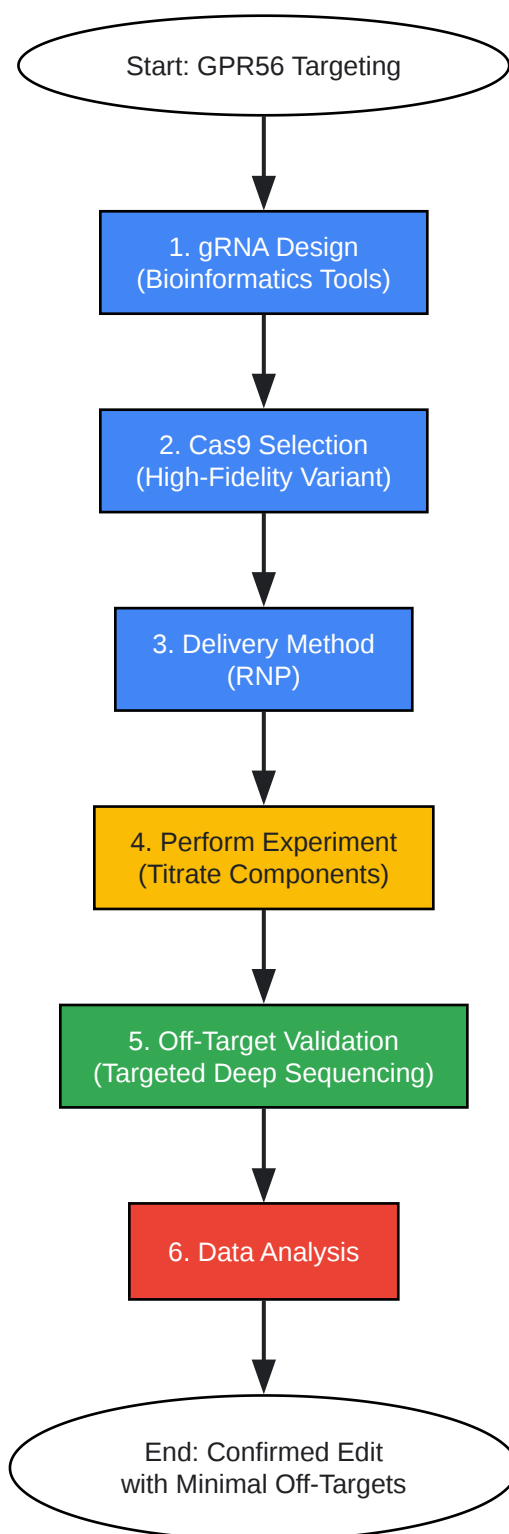 Start: GPR56 Targeting
1. gRNA Design
(Bioinformatics Tools)
2. Cas9 Selection
(High-Fidelity Variant)
3. Delivery Method
(RNP)
4. Perform Experiment
(Titrate Components)
5. Off-Target Validation
(Targeted Deep Sequencing)
6. Data Analysis
End: Confirmed Edit
with Minimal Off-Targets